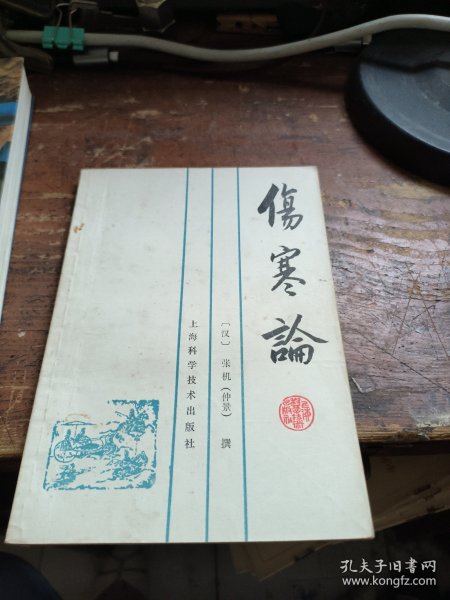 傷寒論
〔汉〕 张机（仲景） 撰
上海科学技术出版社
孔夫子旧书网
www.kongfz.com